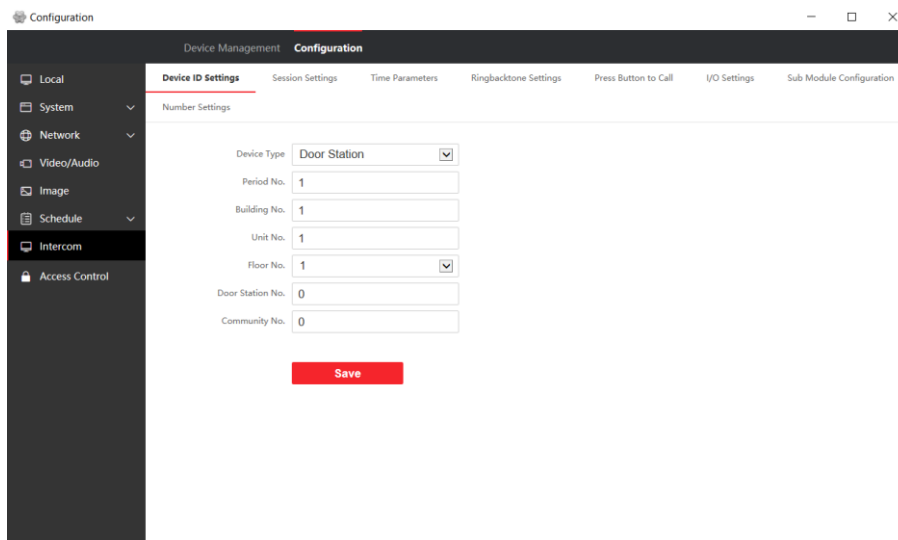 Configuration
Device Management Configuration
Local
System
Network
Video/Audio
Image
Schedule
Intercom
Access Control
Device ID Settings Session Settings Time Parameters Ringbacktone Settings Press Button to Call I/O Settings Sub Module Configuration
Number Settings
Device Type Door Station
Period No. 1
Building No. 1
Unit No. 1
Floor No. 1
Door Station No. 0
Community No. 0
Save